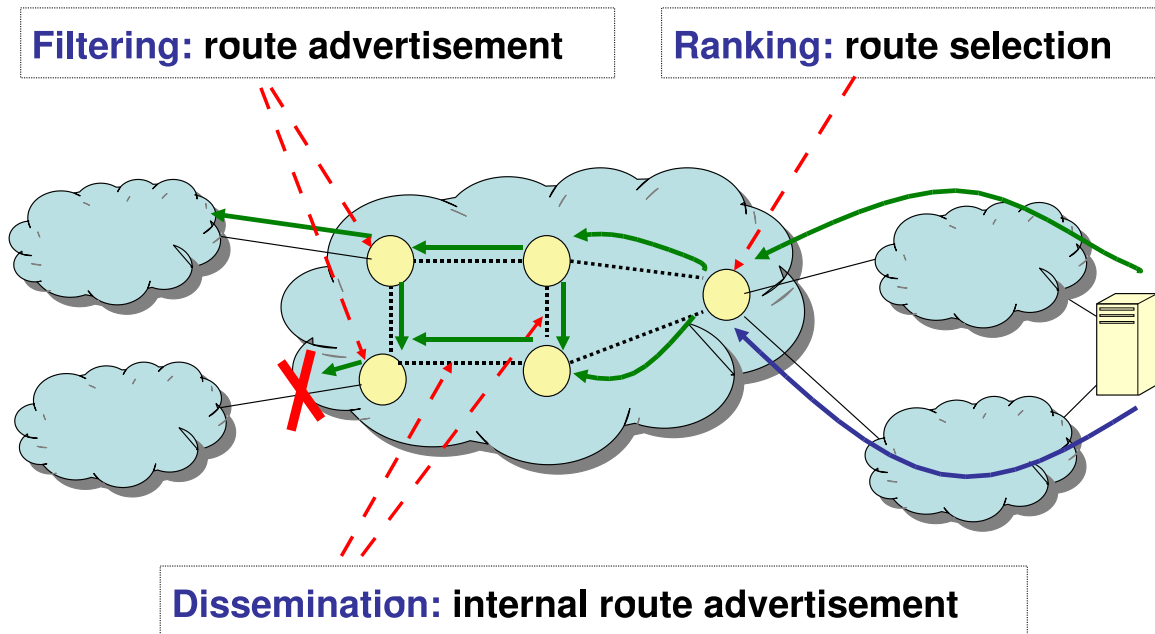 Filtering: route advertisement
Ranking: route selection
Dissemination: internal route advertisement